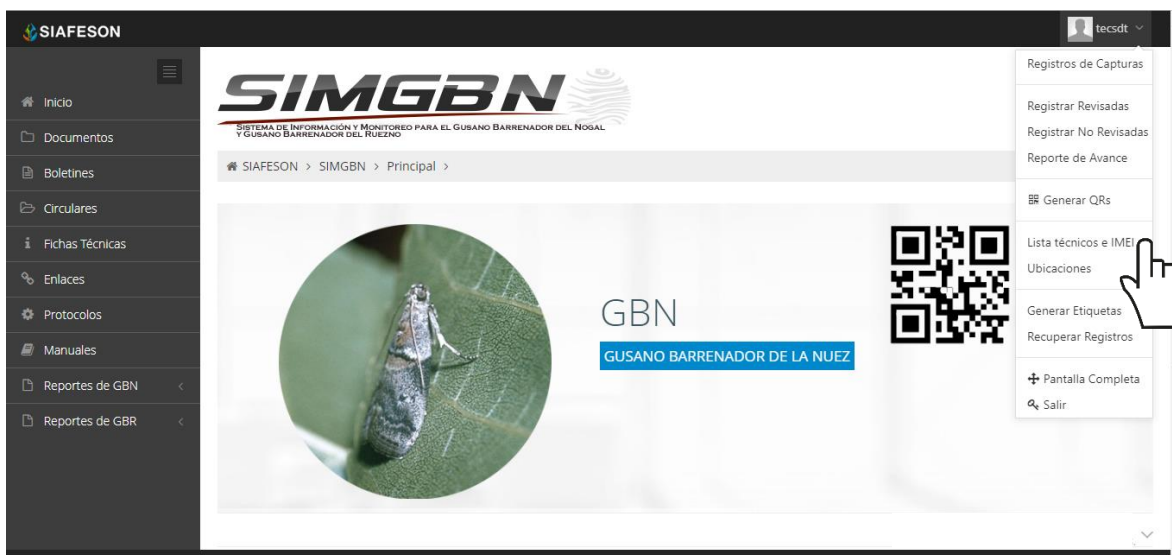 SIAFESON
tecsdt
Inicio
Documentos
Boletines
Circulares
Fichas Técnicas
Enlaces
Protocolos
Manuales
Reportes de GBN
Reportes de GBR
SIMGBN
SISTEMA DE INFORMACIÓN Y MONITOREO PARA EL GUSANO BARRENADOR DEL NOGAL
Y GUSANO BARRENADOR DEL RUEZNO
SIAFESON > SIMGBN > Principal >
GBN
GUSANO BARRENADOR DE LA NUEZ
Registros de Capturas
Registrar Revisadas
Registrar No Revisadas
Reporte de Avance
Generar QRs
Lista técnicos e IMEI
Ubicaciones
Generar Etiquetas
Recuperar Registros
Pantalla Completa
Salir